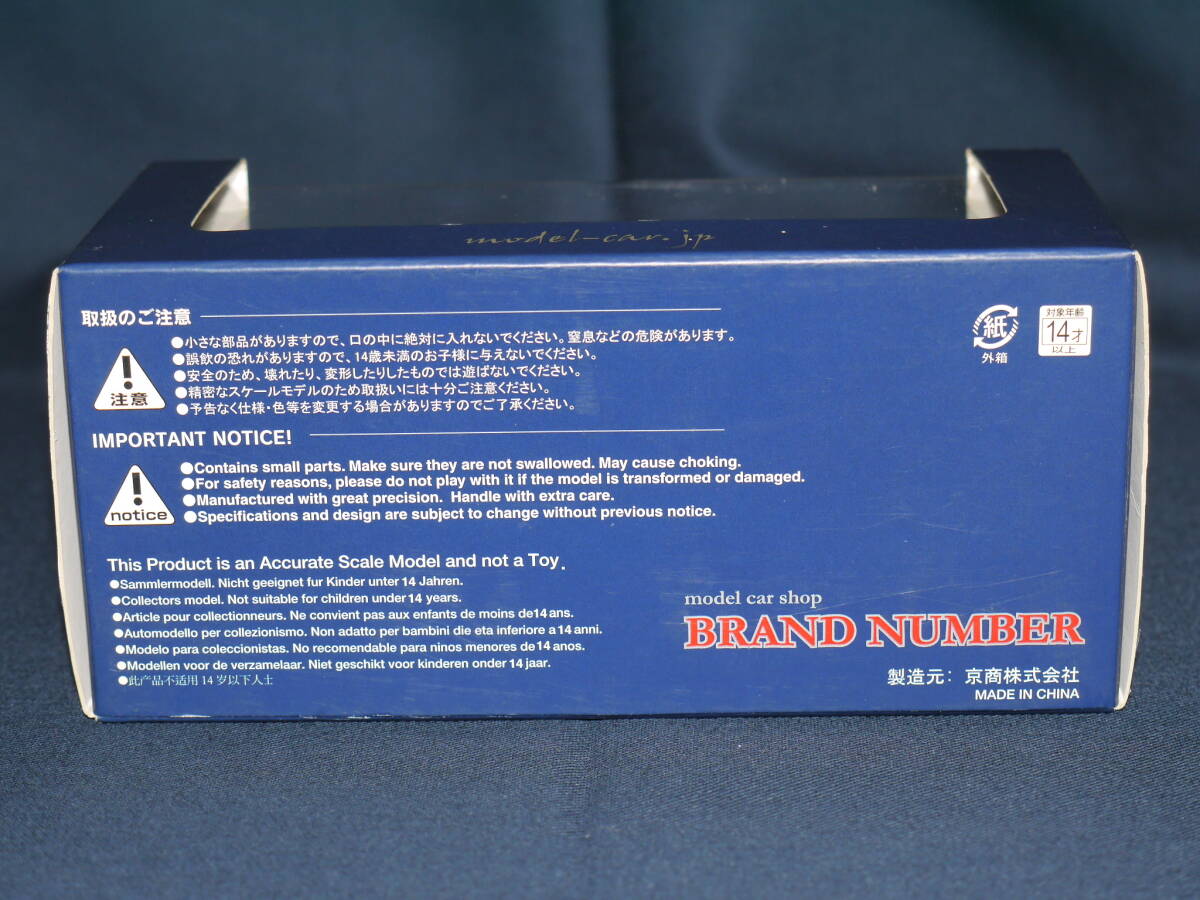 model-car.jp
取扱のご注意
注意
●小さな部品がありますので、口の中に絶対に入れないでください。窒息などの危険があります。
●誤飲の恐れがありますので、14歳未満のお子様に与えないでください。
●安全のため、壊れたり、変形したりしたものでは遊ばないでください。
●精密なスケールモデルのため取扱いには十分ご注意ください。
●予告なく仕様・色等を変更する場合がありますのでご了承ください。
紙
外箱
対象年齢
14才
以上
IMPORTANT NOTICE!
notice
●Contains small parts. Make sure they are not swallowed. May cause choking.
●For safety reasons, please do not play with it if the model is transformed or damaged.
●Manufactured with great precision. Handle with extra care.
●Specifications and design are subject to change without previous notice.
This Product is an Accurate Scale Model and not a Toy.
●Sammlermodell. Nicht geeignet fur Kinder unter 14 Jahren.
●Collectors model. Not suitable for children under 14 years.
●Article pour collectionneurs. Ne convient pas aux enfants de moins de14 ans.
●Automodello per collezionismo. Non adatto per bambini die eta inferiore a 14 anni.
●Modelo para coleccionistas. No recomendable para ninos menores de 14 anos.
●Modellen voor de verzamelaar. Niet geschikt voor kinderen onder 14 jaar.
●此产品不适用 14 岁以下人士
model car shop
BRAND NUMBER
製造元: 京商株式会社
MADE IN CHINA